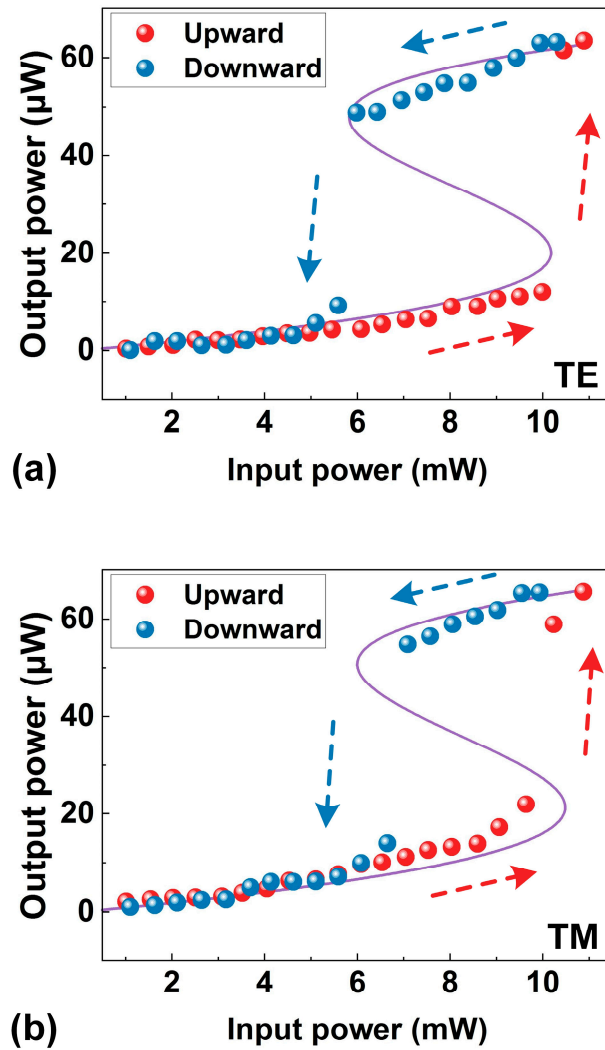 Upward
Downward
60
40
20
0
Output power (µW)
TE
2 4 6 8 10
Input power (mW)
(a)
Upward
Downward
60
40
20
0
Output power (µW)
TM
2 4 6 8 10
Input power (mW)
(b)